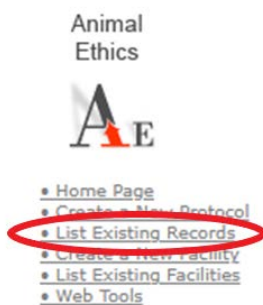 Animal
Ethics
AE
• Home Page
• Create a New Protocol
• List Existing Records
• Create a New Facility
• List Existing Facilities
• Web Tools